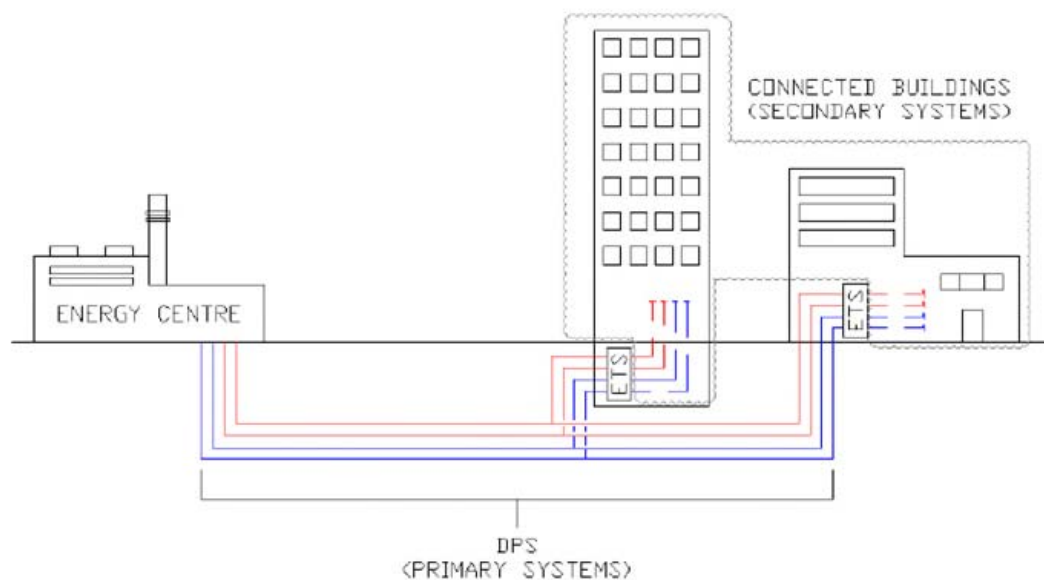 CONNECTED BUILDINGS
(SECONDARY SYSTEMS)
ENERGY CENTRE
ETS
ETS
DPS
(PRIMARY SYSTEMS)